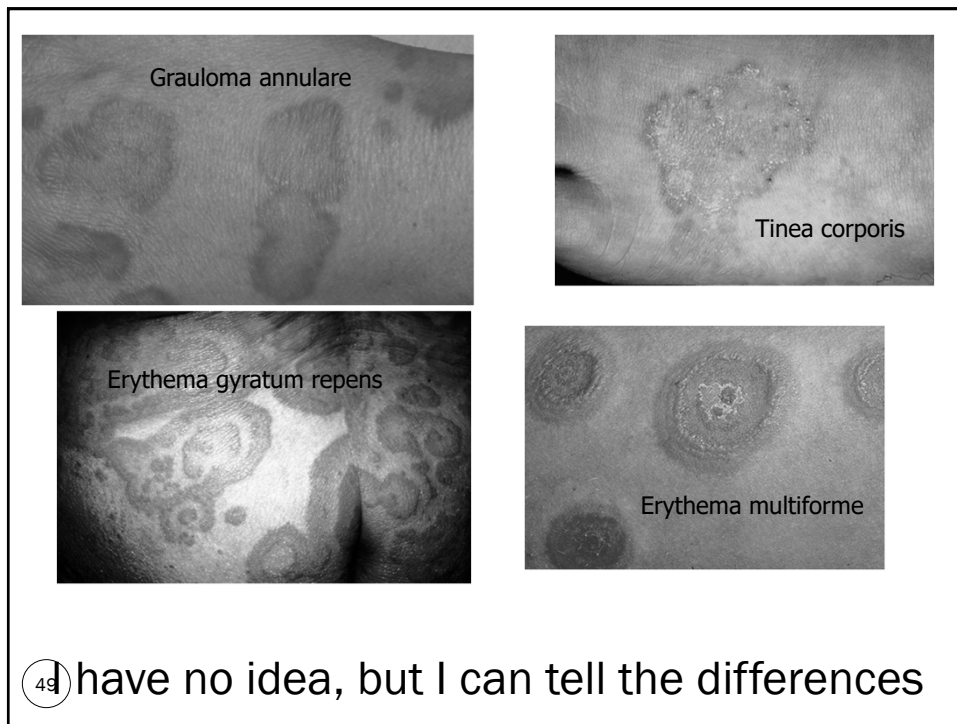 Grauloma annulare
Tinea corporis
Erythema gyratum repens
Erythema multiforme
I have no idea, but I can tell the differences
49